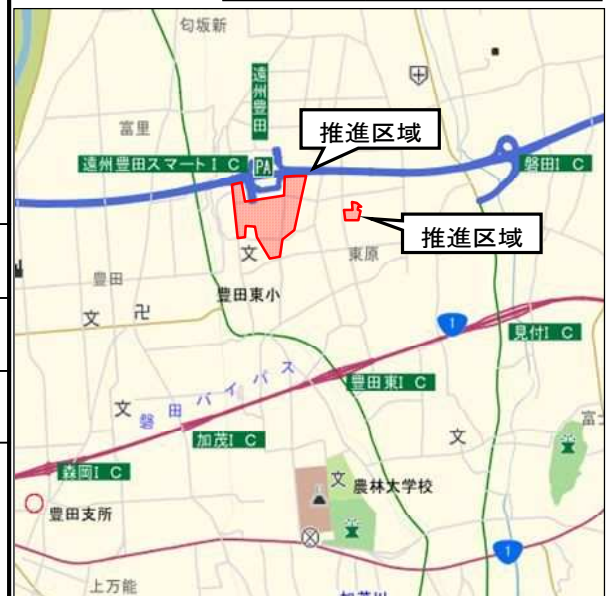 匂坂新
遠州豊田
富里
推進区域
遠州豊田スマートＩＣ
PA
磐田ＩＣ
推進区域
文
東原
豊田
豊田東小
文
卍
1
見付ＩＣ
磐田バイパス
豊田東ＩＣ
文
加茂ＩＣ
文
森岡ＩＣ
文
農林大学校
豊田支所
1
上万能